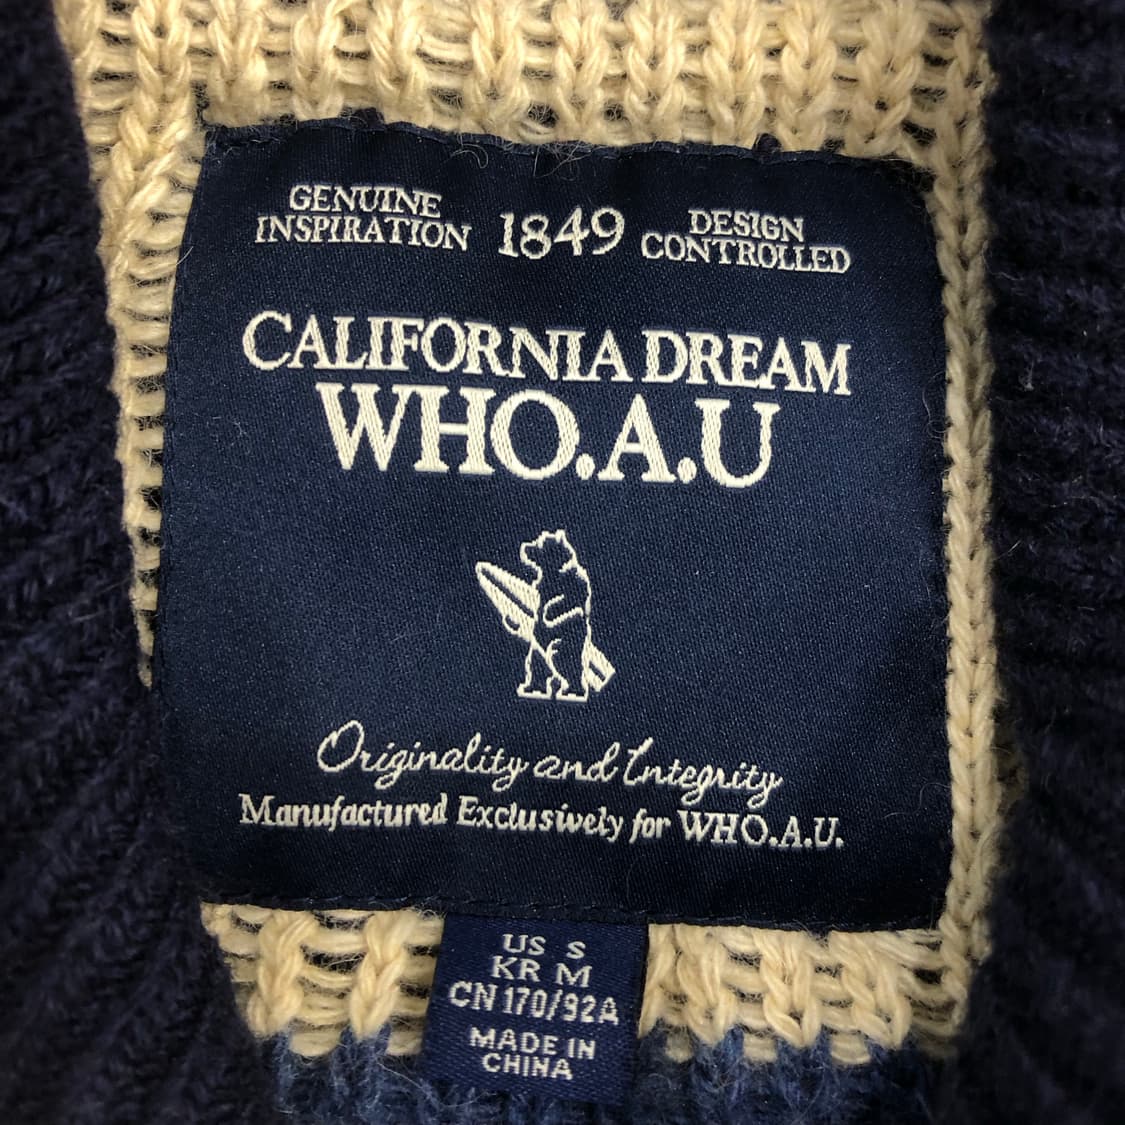 GENUINE
INSPIRATION
1849
DESIGN
CONTROLLED
CALIFORNIA DREAM
WHO.A.U
Originality and Integrity
Manufactured Exclusively for WHO.A.U.
US S
KR M
CN 170/92A
MADE IN
CHINA